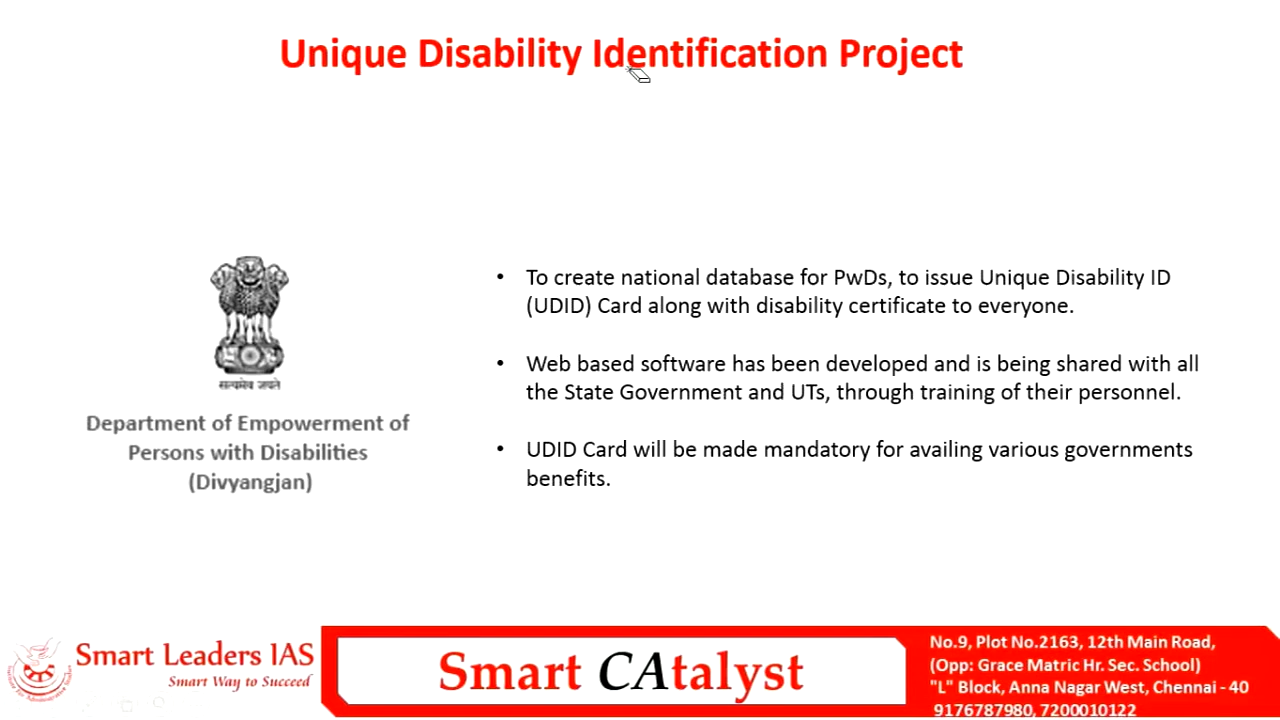 Unique Disability Identification Project
• To create national database for PwDs, to issue Unique Disability ID
(UDID) Card along with disability certificate to everyone.
• Web based software has been developed and is being shared with all
the State Government and UTs, through training of their personnel.
• UDID Card will be made mandatory for availing various governments
benefits.
सत्यमेव जयते
Department of Empowerment of
Persons with Disabilities
(Divyangjan)
Smart Leaders IAS
Smart Way to Succeed
Smart CAtalyst
No.9, Plot No.2163, 12th Main Road,
(Opp: Grace Matric Hr. Sec. School)
"L" Block, Anna Nagar West, Chennai - 40
9176787980, 7200010122